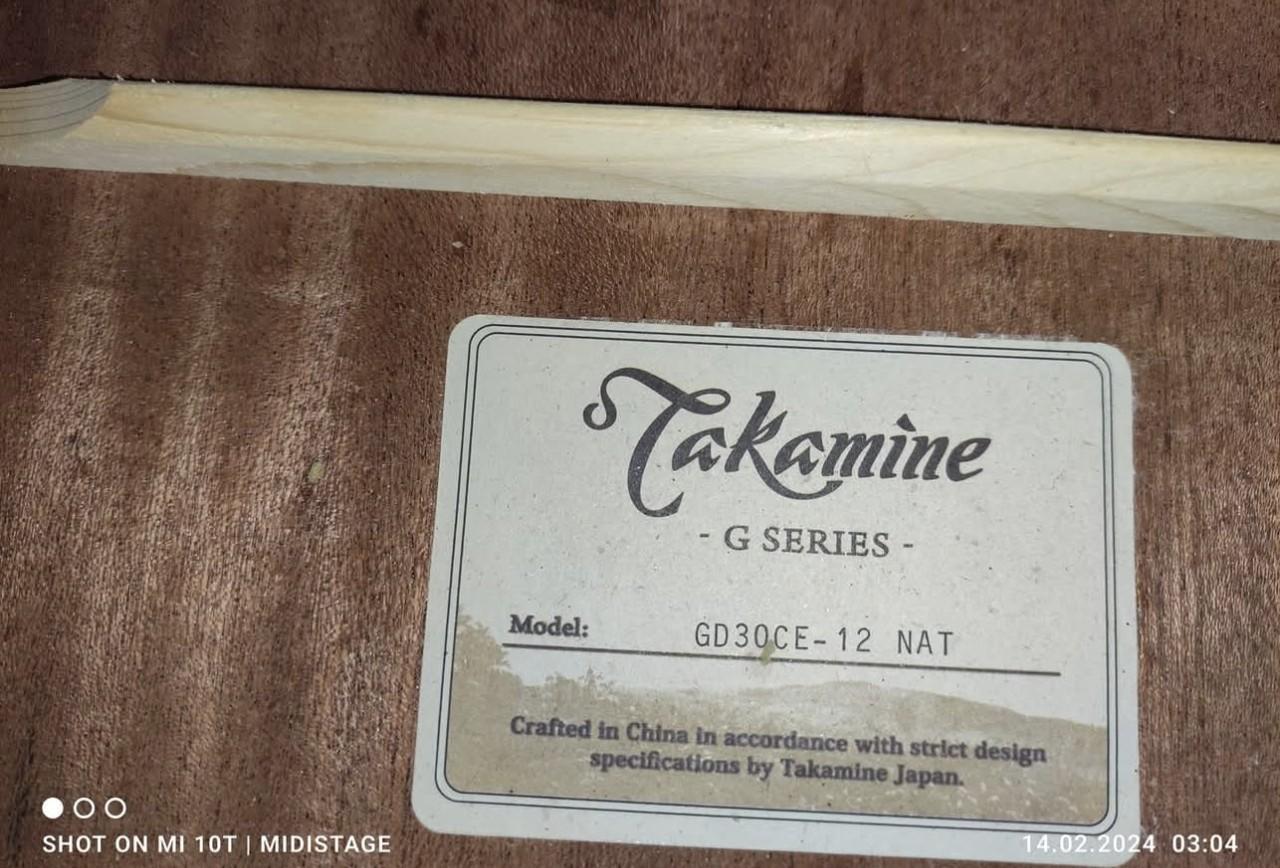 Takamine
- G SERIES -
Model: GD30CE-12 NAT
Crafted in China in accordance with strict design
specifications by Takamine Japan.
SHOT ON MI 10T | MIDISTAGE
14.02.2024 03:04